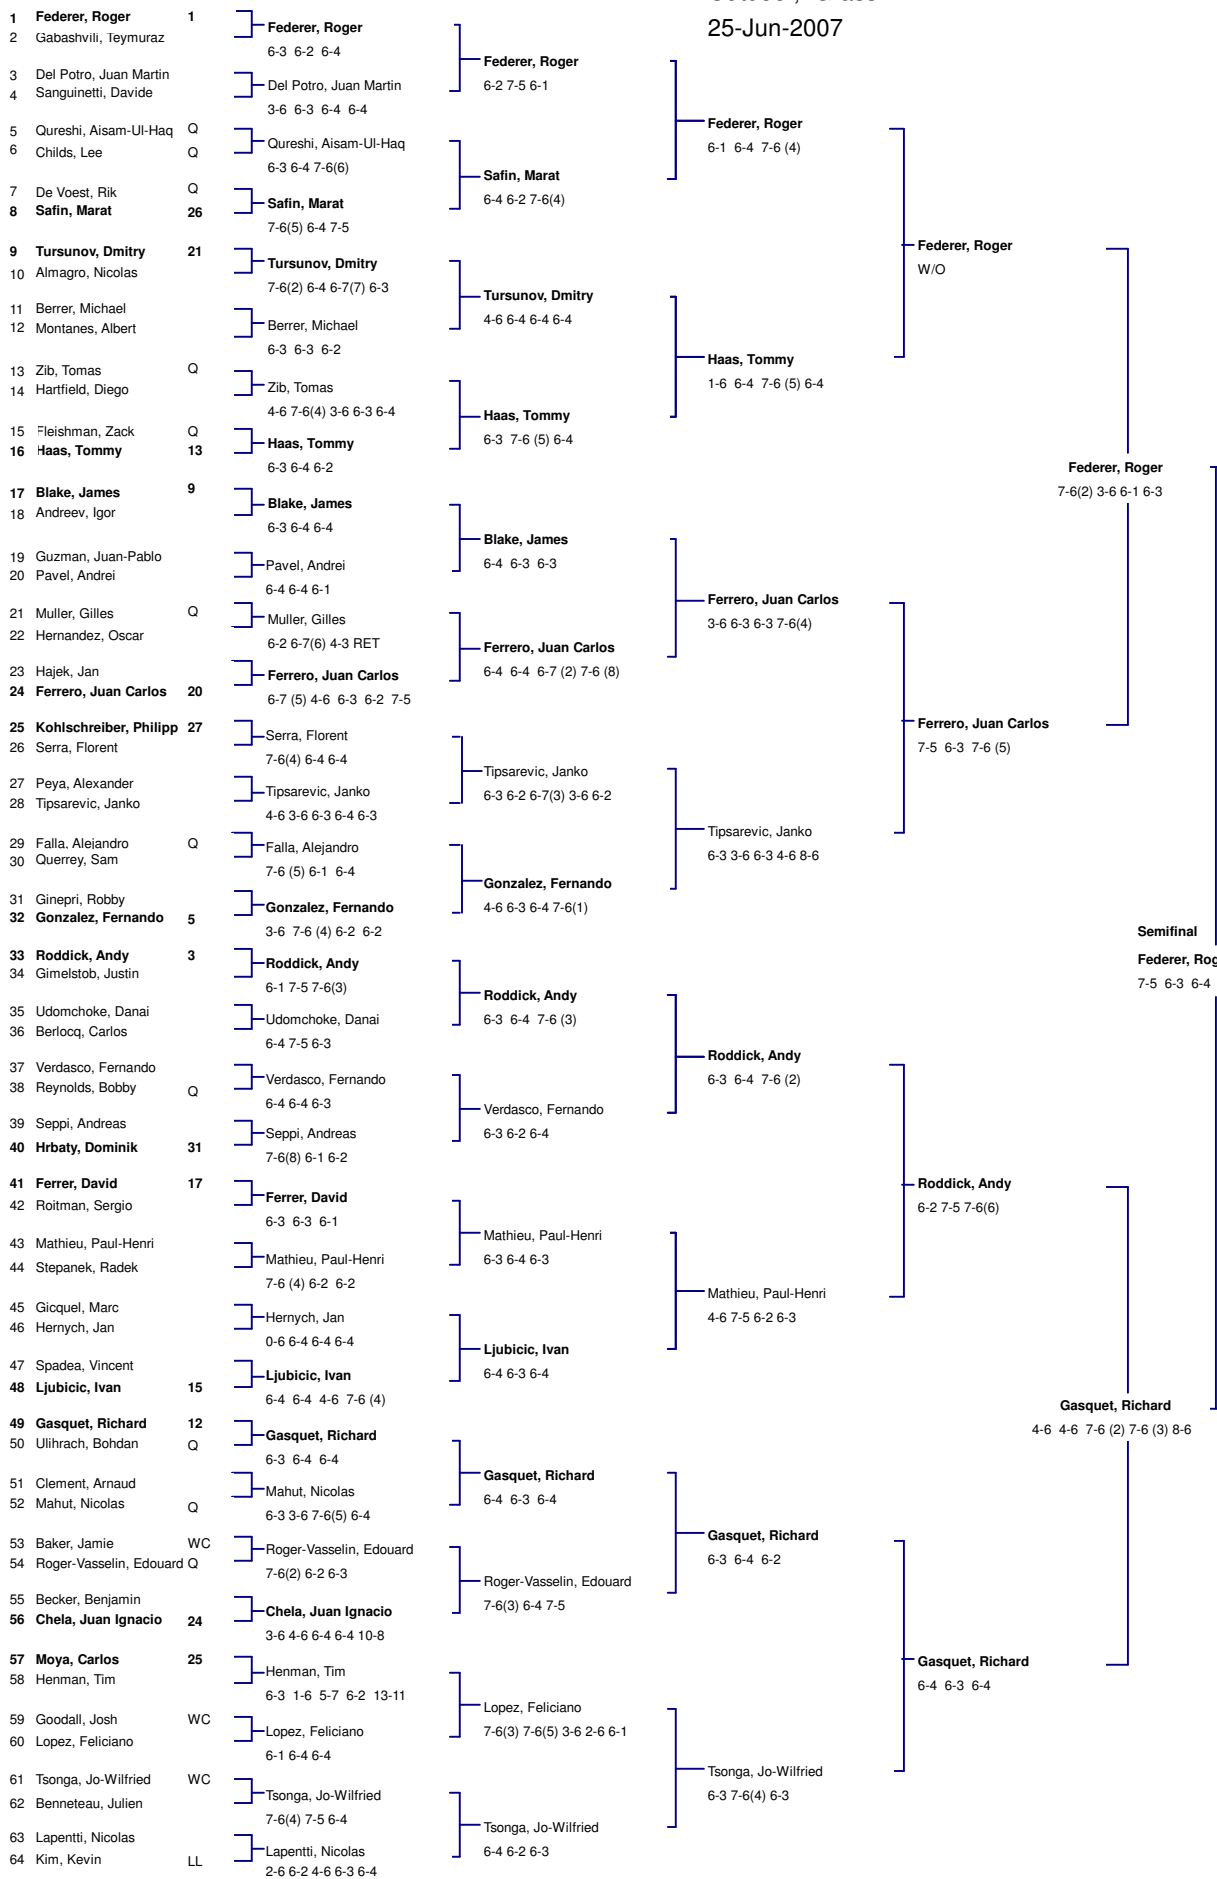 25-Jun-2007
1 Federer, Roger 1
2 Gabashvili, Teymuraz
3 Del Potro, Juan Martin
4 Sanguinetti, Davide
5 Qureshi, Aisam-Ul-Haq Q
6 Childs, Lee Q
7 De Voest, Rik Q
8 Safin, Marat 26
9 Tursunov, Dmitry 21
10 Almagro, Nicolas
11 Berrer, Michael
12 Montanes, Albert
13 Zib, Tomas Q
14 Hartfield, Diego
15 Fleishman, Zack Q
16 Haas, Tommy 13
17 Blake, James 9
18 Andreev, Igor
19 Guzman, Juan-Pablo
20 Pavel, Andrei
21 Muller, Gilles Q
22 Hernandez, Oscar
23 Hajek, Jan
24 Ferrero, Juan Carlos 20
25 Kohlschreiber, Philipp 27
26 Serra, Florent
27 Peya, Alexander
28 Tipsarevic, Janko
29 Falla, Alejandro Q
30 Querrey, Sam
31 Ginepri, Robby
32 Gonzalez, Fernando 5
33 Roddick, Andy 3
34 Gimelstob, Justin
35 Udomchoke, Danai
36 Berlocq, Carlos
37 Verdasco, Fernando
38 Reynolds, Bobby Q
39 Seppi, Andreas
40 Hrbaty, Dominik 31
41 Ferrer, David 17
42 Roitman, Sergio
43 Mathieu, Paul-Henri
44 Stepanek, Radek
45 Gicquel, Marc
46 Hernych, Jan
47 Spadea, Vincent
48 Ljubicic, Ivan 15
49 Gasquet, Richard 12
50 Ulihrach, Bohdan Q
51 Clement, Arnaud
52 Mahut, Nicolas Q
53 Baker, Jamie WC
54 Roger-Vasselin, Edouard Q
55 Becker, Benjamin
56 Chela, Juan Ignacio 24
57 Moya, Carlos 25
58 Henman, Tim
59 Goodall, Josh WC
60 Lopez, Feliciano
61 Tsonga, Jo-Wilfried WC
62 Benneteau, Julien
63 Lapentti, Nicolas
64 Kim, Kevin LL
Federer, Roger
6-3 6-2 6-4
Del Potro, Juan Martin
3-6 6-3 6-4 6-4
Qureshi, Aisam-Ul-Haq
6-3 6-4 7-6(6)
Safin, Marat
7-6(5) 6-4 7-5
Tursunov, Dmitry
7-6(2) 6-4 6-7(7) 6-3
Berrer, Michael
6-3 6-3 6-2
Zib, Tomas
4-6 7-6(4) 3-6 6-3 6-4
Haas, Tommy
6-3 6-4 6-2
Blake, James
6-3 6-4 6-4
Pavel, Andrei
6-4 6-4 6-1
Muller, Gilles
6-2 6-7(6) 4-3 RET
Ferrero, Juan Carlos
6-7 (5) 4-6 6-3 6-2 7-5
Serra, Florent
7-6(4) 6-4 6-4
Tipsarevic, Janko
4-6 3-6 6-3 6-4 6-3
Falla, Alejandro
7-6 (5) 6-1 6-4
Gonzalez, Fernando
3-6 7-6 (4) 6-2 6-2
Roddick, Andy
6-1 7-5 7-6(3)
Udomchoke, Danai
6-4 7-5 6-3
Verdasco, Fernando
6-4 6-4 6-3
Seppi, Andreas
7-6(8) 6-1 6-2
Ferrer, David
6-3 6-3 6-1
Mathieu, Paul-Henri
7-6 (4) 6-2 6-2
Hernych, Jan
0-6 6-4 6-4 6-4
Ljubicic, Ivan
6-4 6-4 4-6 7-6 (4)
Gasquet, Richard
6-3 6-4 6-4
Mahut, Nicolas
6-3 3-6 7-6(5) 6-4
Roger-Vasselin, Edouard
7-6(2) 6-2 6-3
Chela, Juan Ignacio
3-6 4-6 6-4 6-4 10-8
Henman, Tim
6-3 1-6 5-7 6-2 13-11
Lopez, Feliciano
6-1 6-4 6-4
Tsonga, Jo-Wilfried
7-6(4) 7-5 6-4
Lapentti, Nicolas
2-6 6-2 4-6 6-3 6-4
Federer, Roger
6-2 7-5 6-1
Safin, Marat
6-4 6-2 7-6(4)
Tursunov, Dmitry
4-6 6-4 6-4 6-4
Haas, Tommy
6-3 7-6 (5) 6-4
Blake, James
6-4 6-3 6-3
Ferrero, Juan Carlos
6-4 6-4 6-7 (2) 7-6 (8)
Tipsarevic, Janko
6-3 6-2 6-7(3) 3-6 6-2
Gonzalez, Fernando
4-6 6-3 6-4 7-6(1)
Roddick, Andy
6-3 6-4 7-6 (3)
Verdasco, Fernando
6-3 6-2 6-4
Mathieu, Paul-Henri
6-3 6-4 6-3
Ljubicic, Ivan
6-4 6-3 6-4
Gasquet, Richard
6-4 6-3 6-4
Roger-Vasselin, Edouard
7-6(3) 6-4 7-5
Lopez, Feliciano
7-6(3) 7-6(5) 3-6 2-6 6-1
Tsonga, Jo-Wilfried
6-4 6-2 6-3
Federer, Roger
6-1 6-4 7-6 (4)
Haas, Tommy
1-6 6-4 7-6 (5) 6-4
Ferrero, Juan Carlos
3-6 6-3 6-3 7-6(4)
Tipsarevic, Janko
6-3 3-6 6-3 4-6 8-6
Roddick, Andy
6-3 6-4 7-6 (2)
Mathieu, Paul-Henri
4-6 7-5 6-2 6-3
Gasquet, Richard
6-3 6-4 6-2
Tsonga, Jo-Wilfried
6-3 7-6(4) 6-3
Federer, Roger
W/O
Ferrero, Juan Carlos
7-5 6-3 7-6 (5)
Roddick, Andy
6-2 7-5 7-6(6)
Gasquet, Richard
6-4 6-3 6-4
Federer, Roger
7-6(2) 3-6 6-1 6-3
Gasquet, Richard
4-6 4-6 7-6 (2) 7-6 (3) 8-6
Semifinal
Federer, Rog
7-5 6-3 6-4